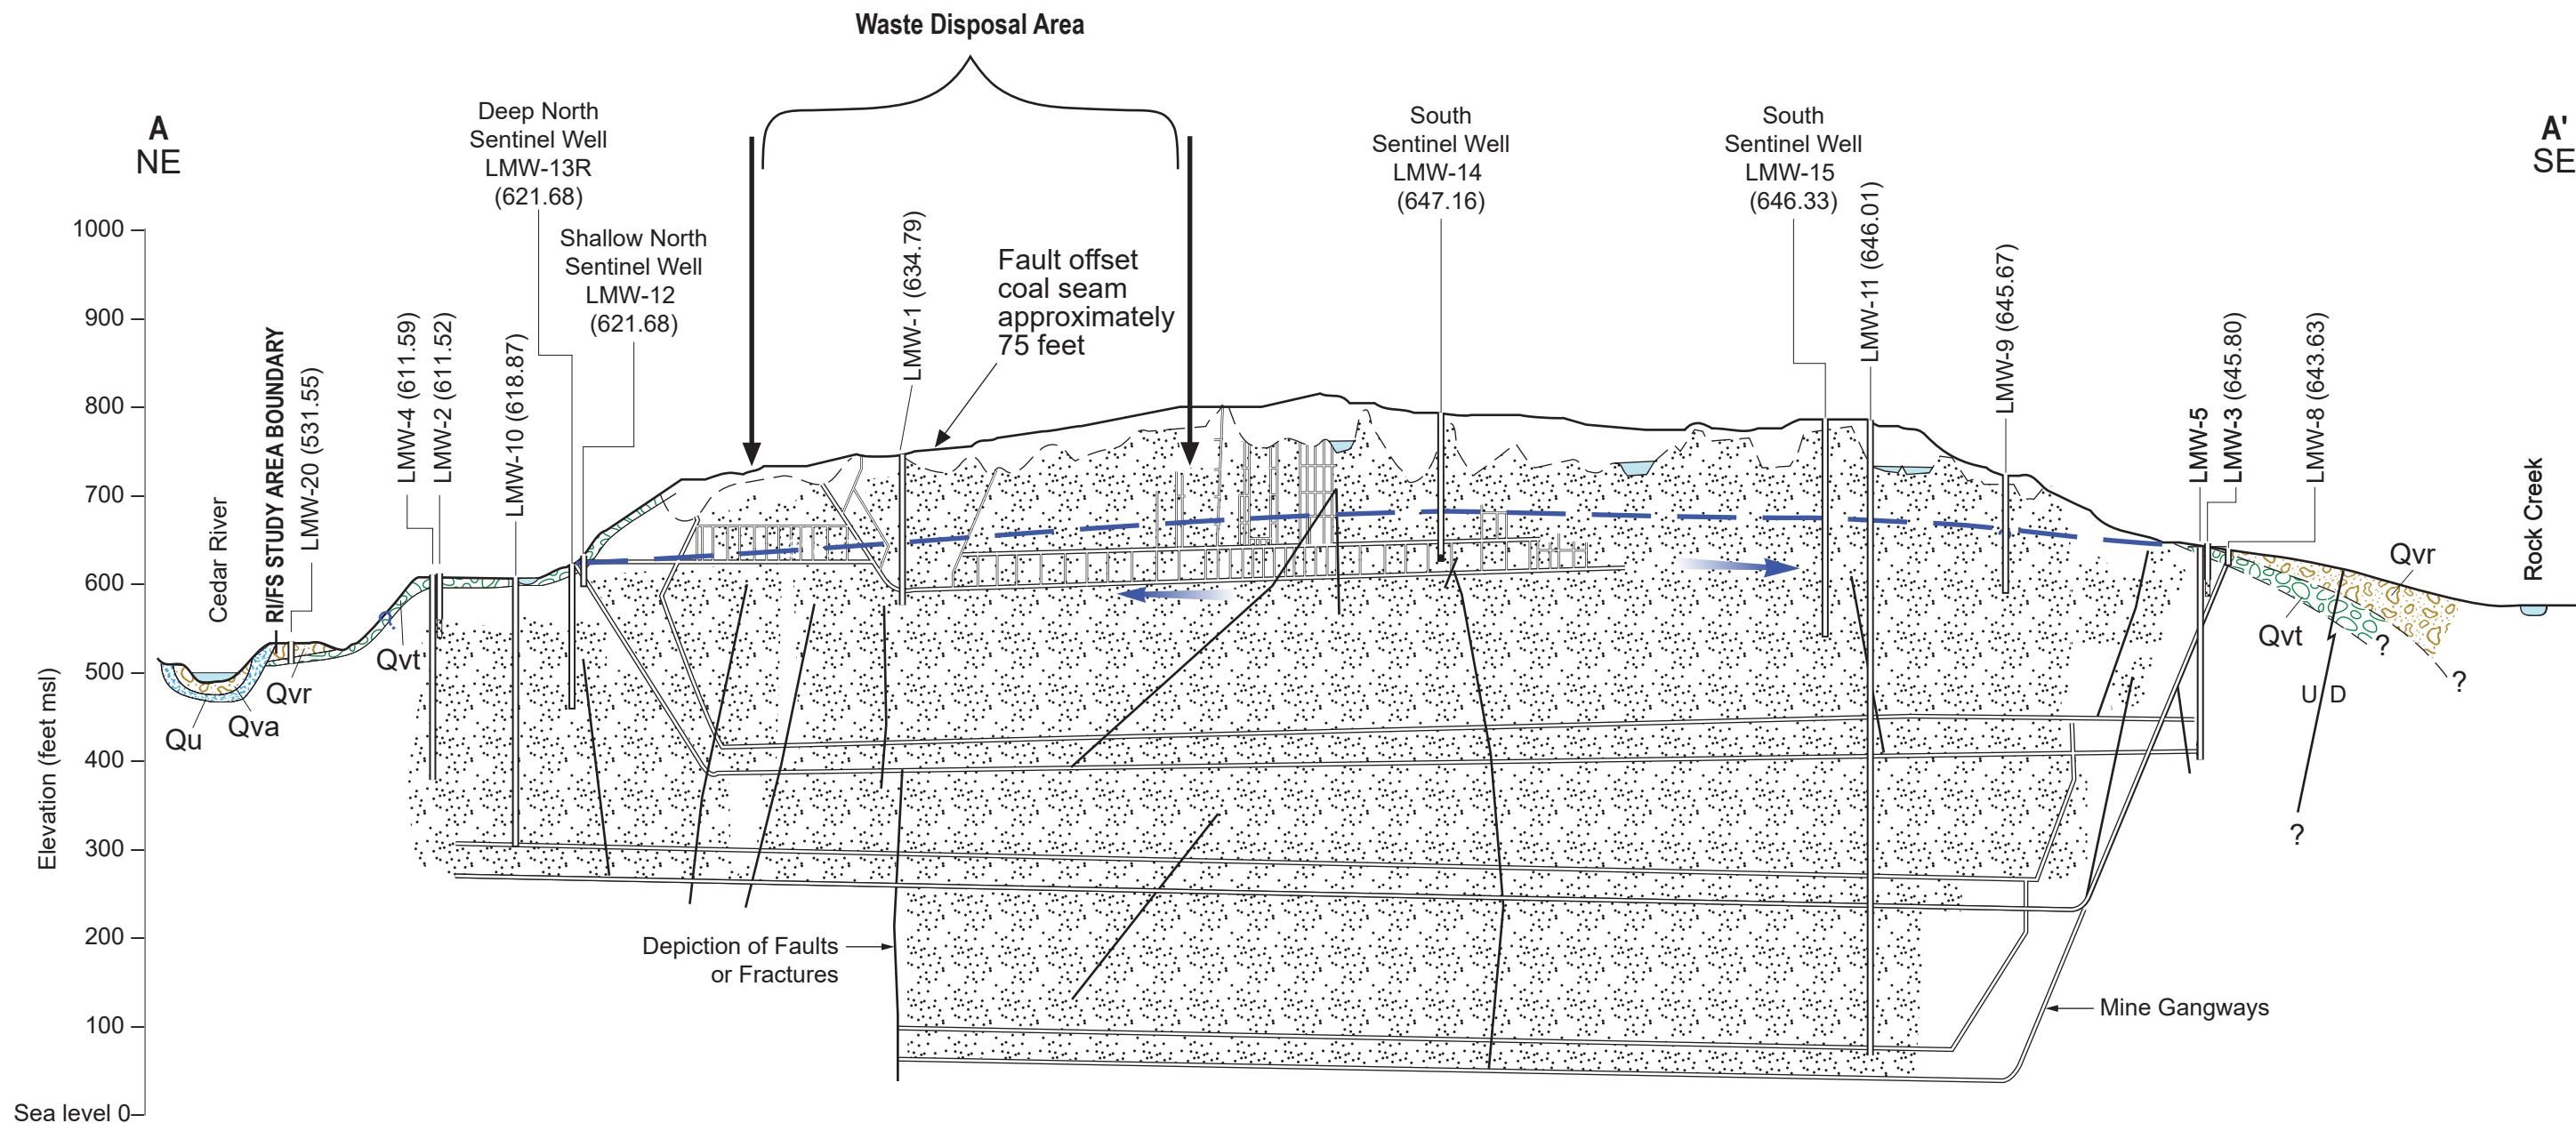 Waste Disposal Area
A
NE
A'
SE
Deep North
Sentinel Well
LMW-13R
(621.68)
Shallow North
Sentinel Well
LMW-12
(621.68)
South
Sentinel Well
LMW-14
(647.16)
South
Sentinel Well
LMW-15
(646.33)
Fault offset
coal seam
approximately
75 feet
Cedar River
RI/FS STUDY AREA BOUNDARY
LMW-20 (531.55)
LMW-4 (611.59)
LMW-2 (611.52)
LMW-10 (618.87)
LMW-1 (634.79)
LMW-11 (646.01)
LMW-9 (645.67)
LMW-5
LMW-3 (645.80)
LMW-8 (643.63)
Rock Creek
Elevation (feet msl)
1000
900
800
700
600
500
400
300
200
100
Sea level 0
Qu
Qva
Qvr
Qvt
Qvr
Qvt
?
?
U
D
?
Depiction of Faults
or Fractures
Mine Gangways